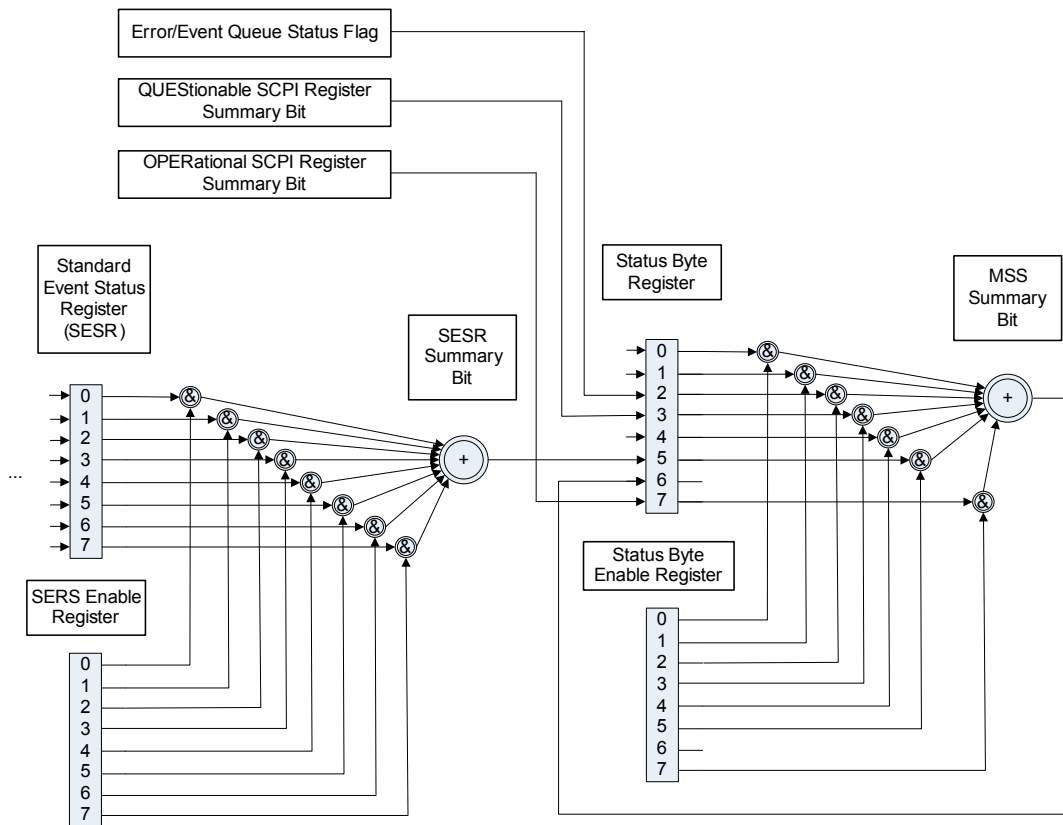 Error/Event Queue Status Flag
QUEStionable SCPI Register
Summary Bit
OPERational SCPI Register
Summary Bit
Standard
Event Status
Register
(SESR)
SESR
Summary
Bit
Status Byte
Register
MSS
Summary
Bit
0
1
2
3
4
5
6
7
&
&
&
&
&
&
&
&
+
...
0
1
2
3
4
5
6
7
&
&
&
&
&
&
&
+
SERS Enable
Register
0
1
2
3
4
5
6
7
Status Byte
Enable Register
0
1
2
3
4
5
6
7